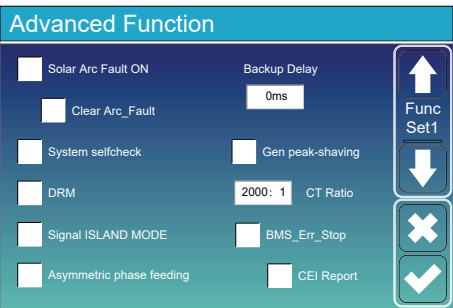 Advanced Function
Solar Arc Fault ON
Backup Delay
Clear Arc_Fault
0ms
Func
Set1
System selfcheck
Gen peak-shaving
DRM
2000: 1 CT Ratio
Signal ISLAND MODE
BMS_Err_Stop
Asymmetric phase feeding
CEI Report